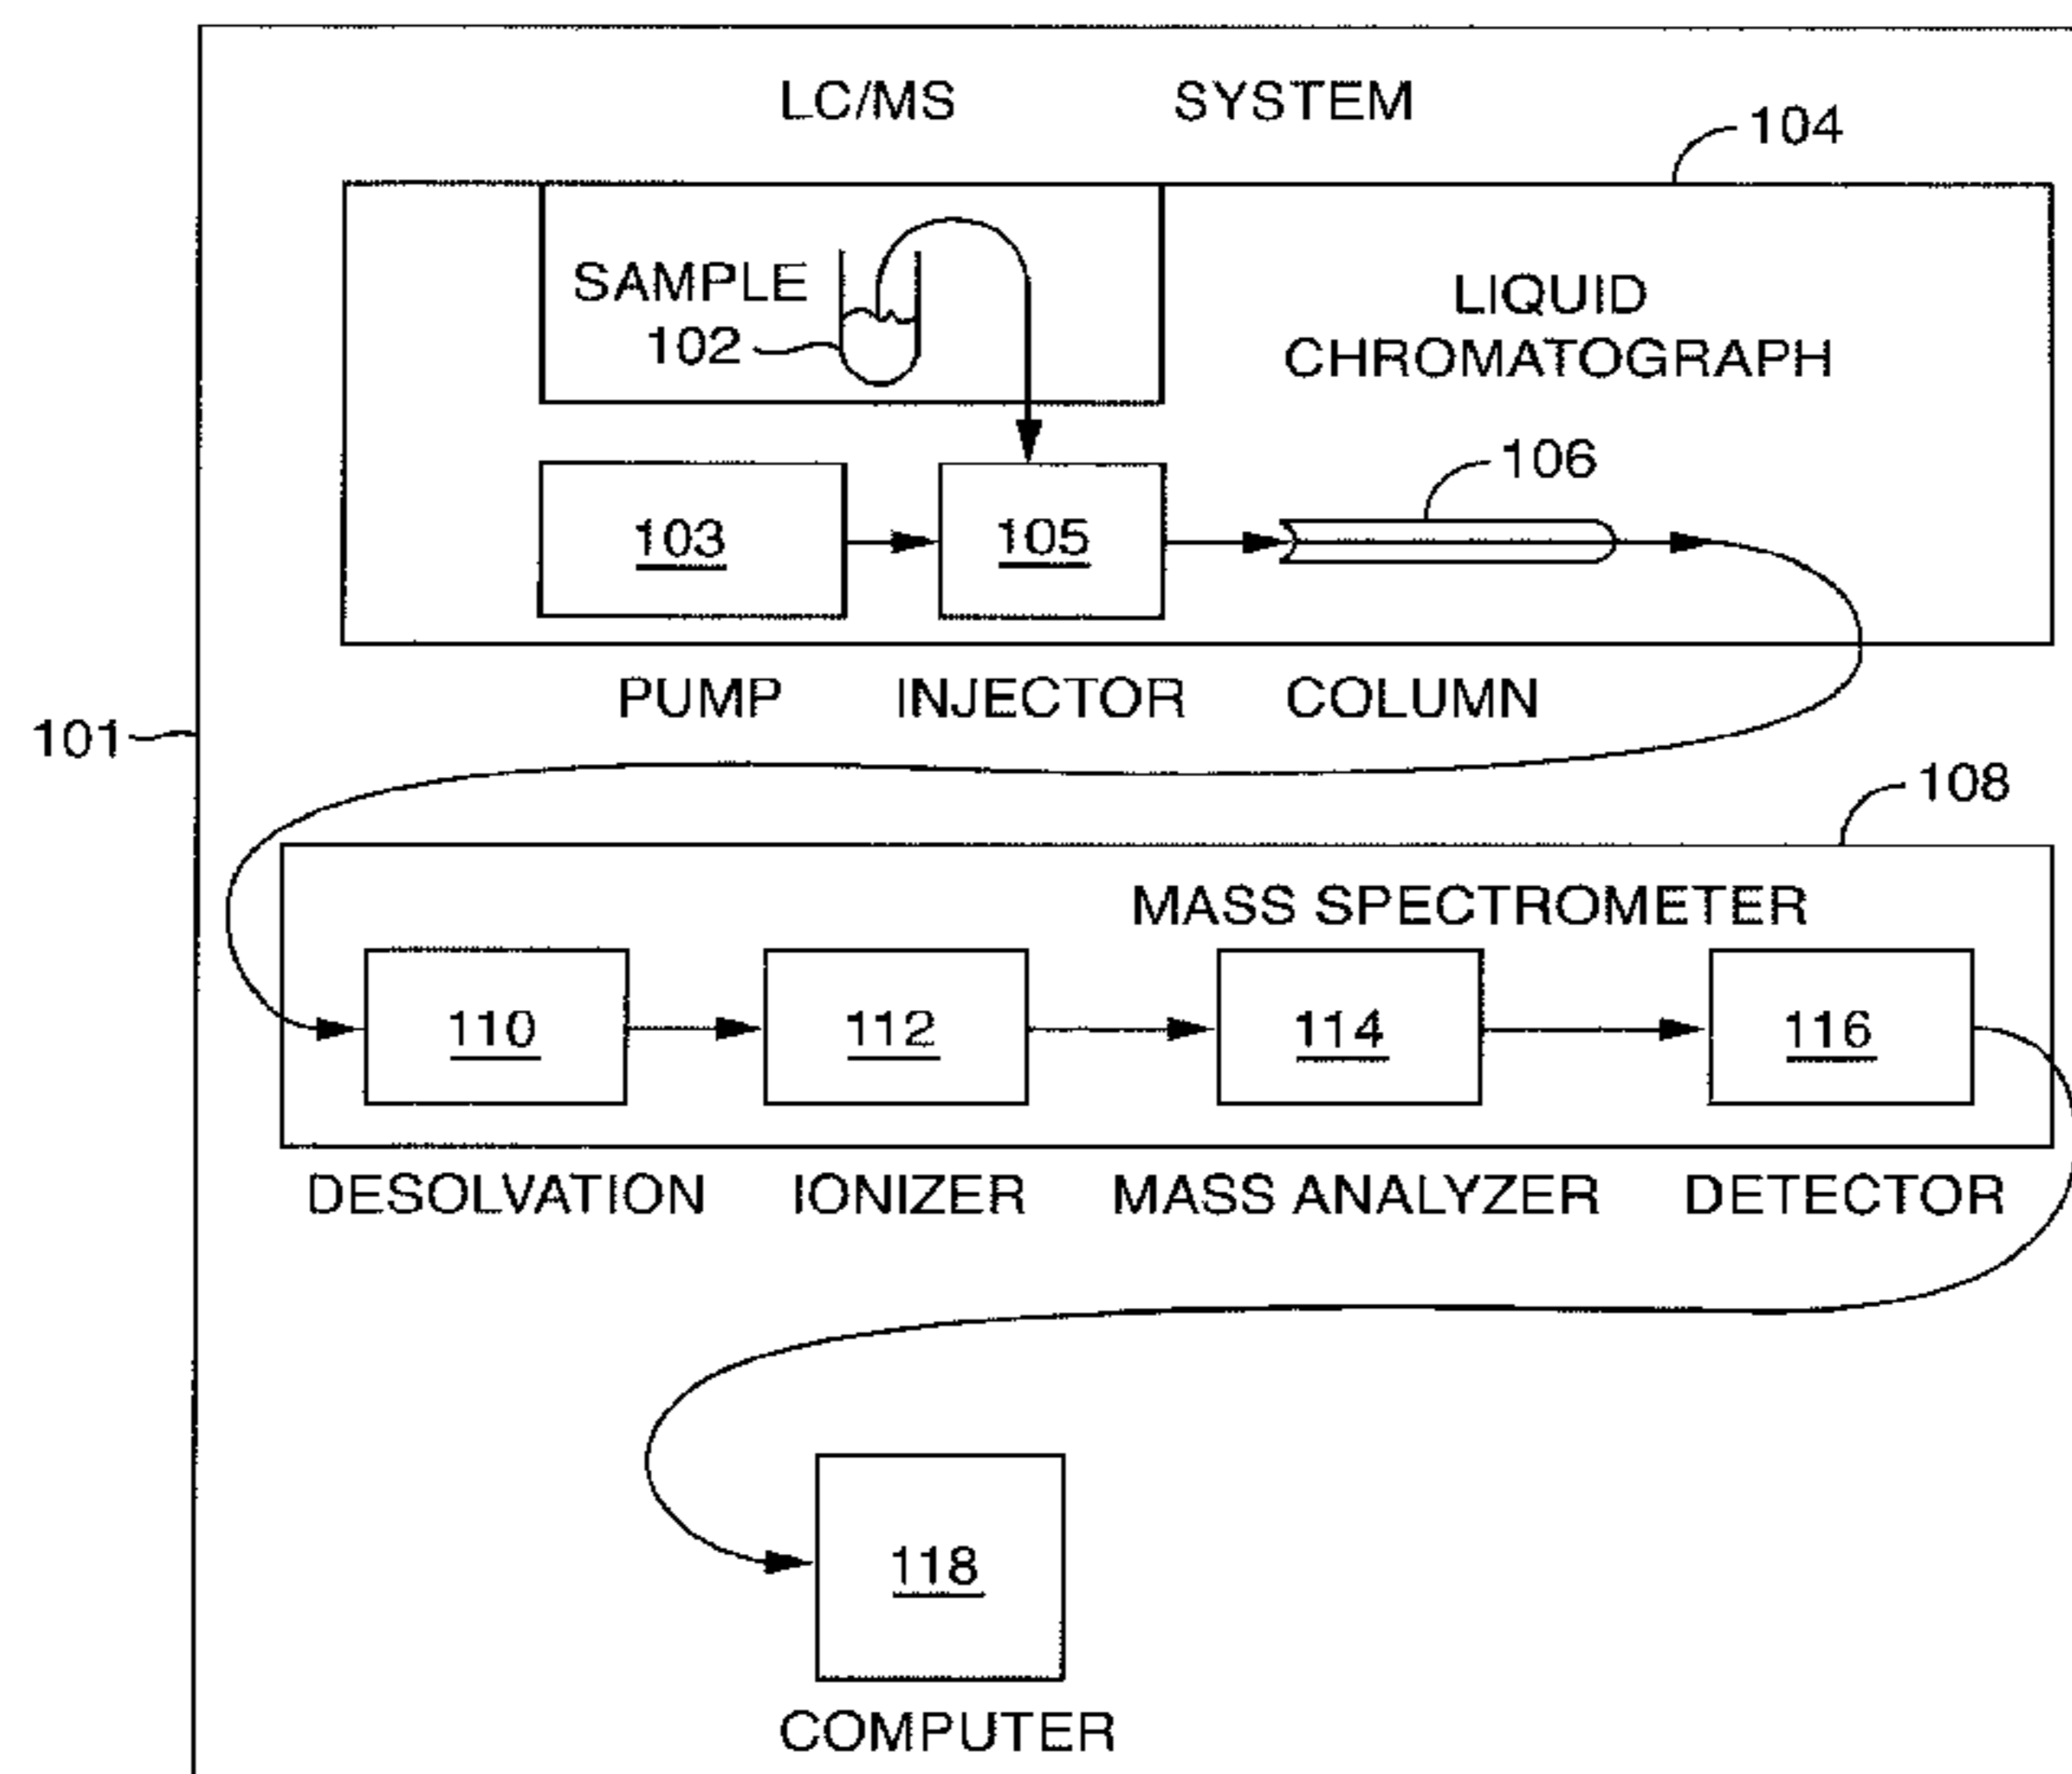 LC/MS SYSTEM
104
SAMPLE
102
LIQUID
CHROMATOGRAPH
106
103
105
PUMP INJECTOR COLUMN
101
108
MASS SPECTROMETER
110 112 114 116
DESOLVATION IONIZER MASS ANALYZER DETECTOR
118
COMPUTER